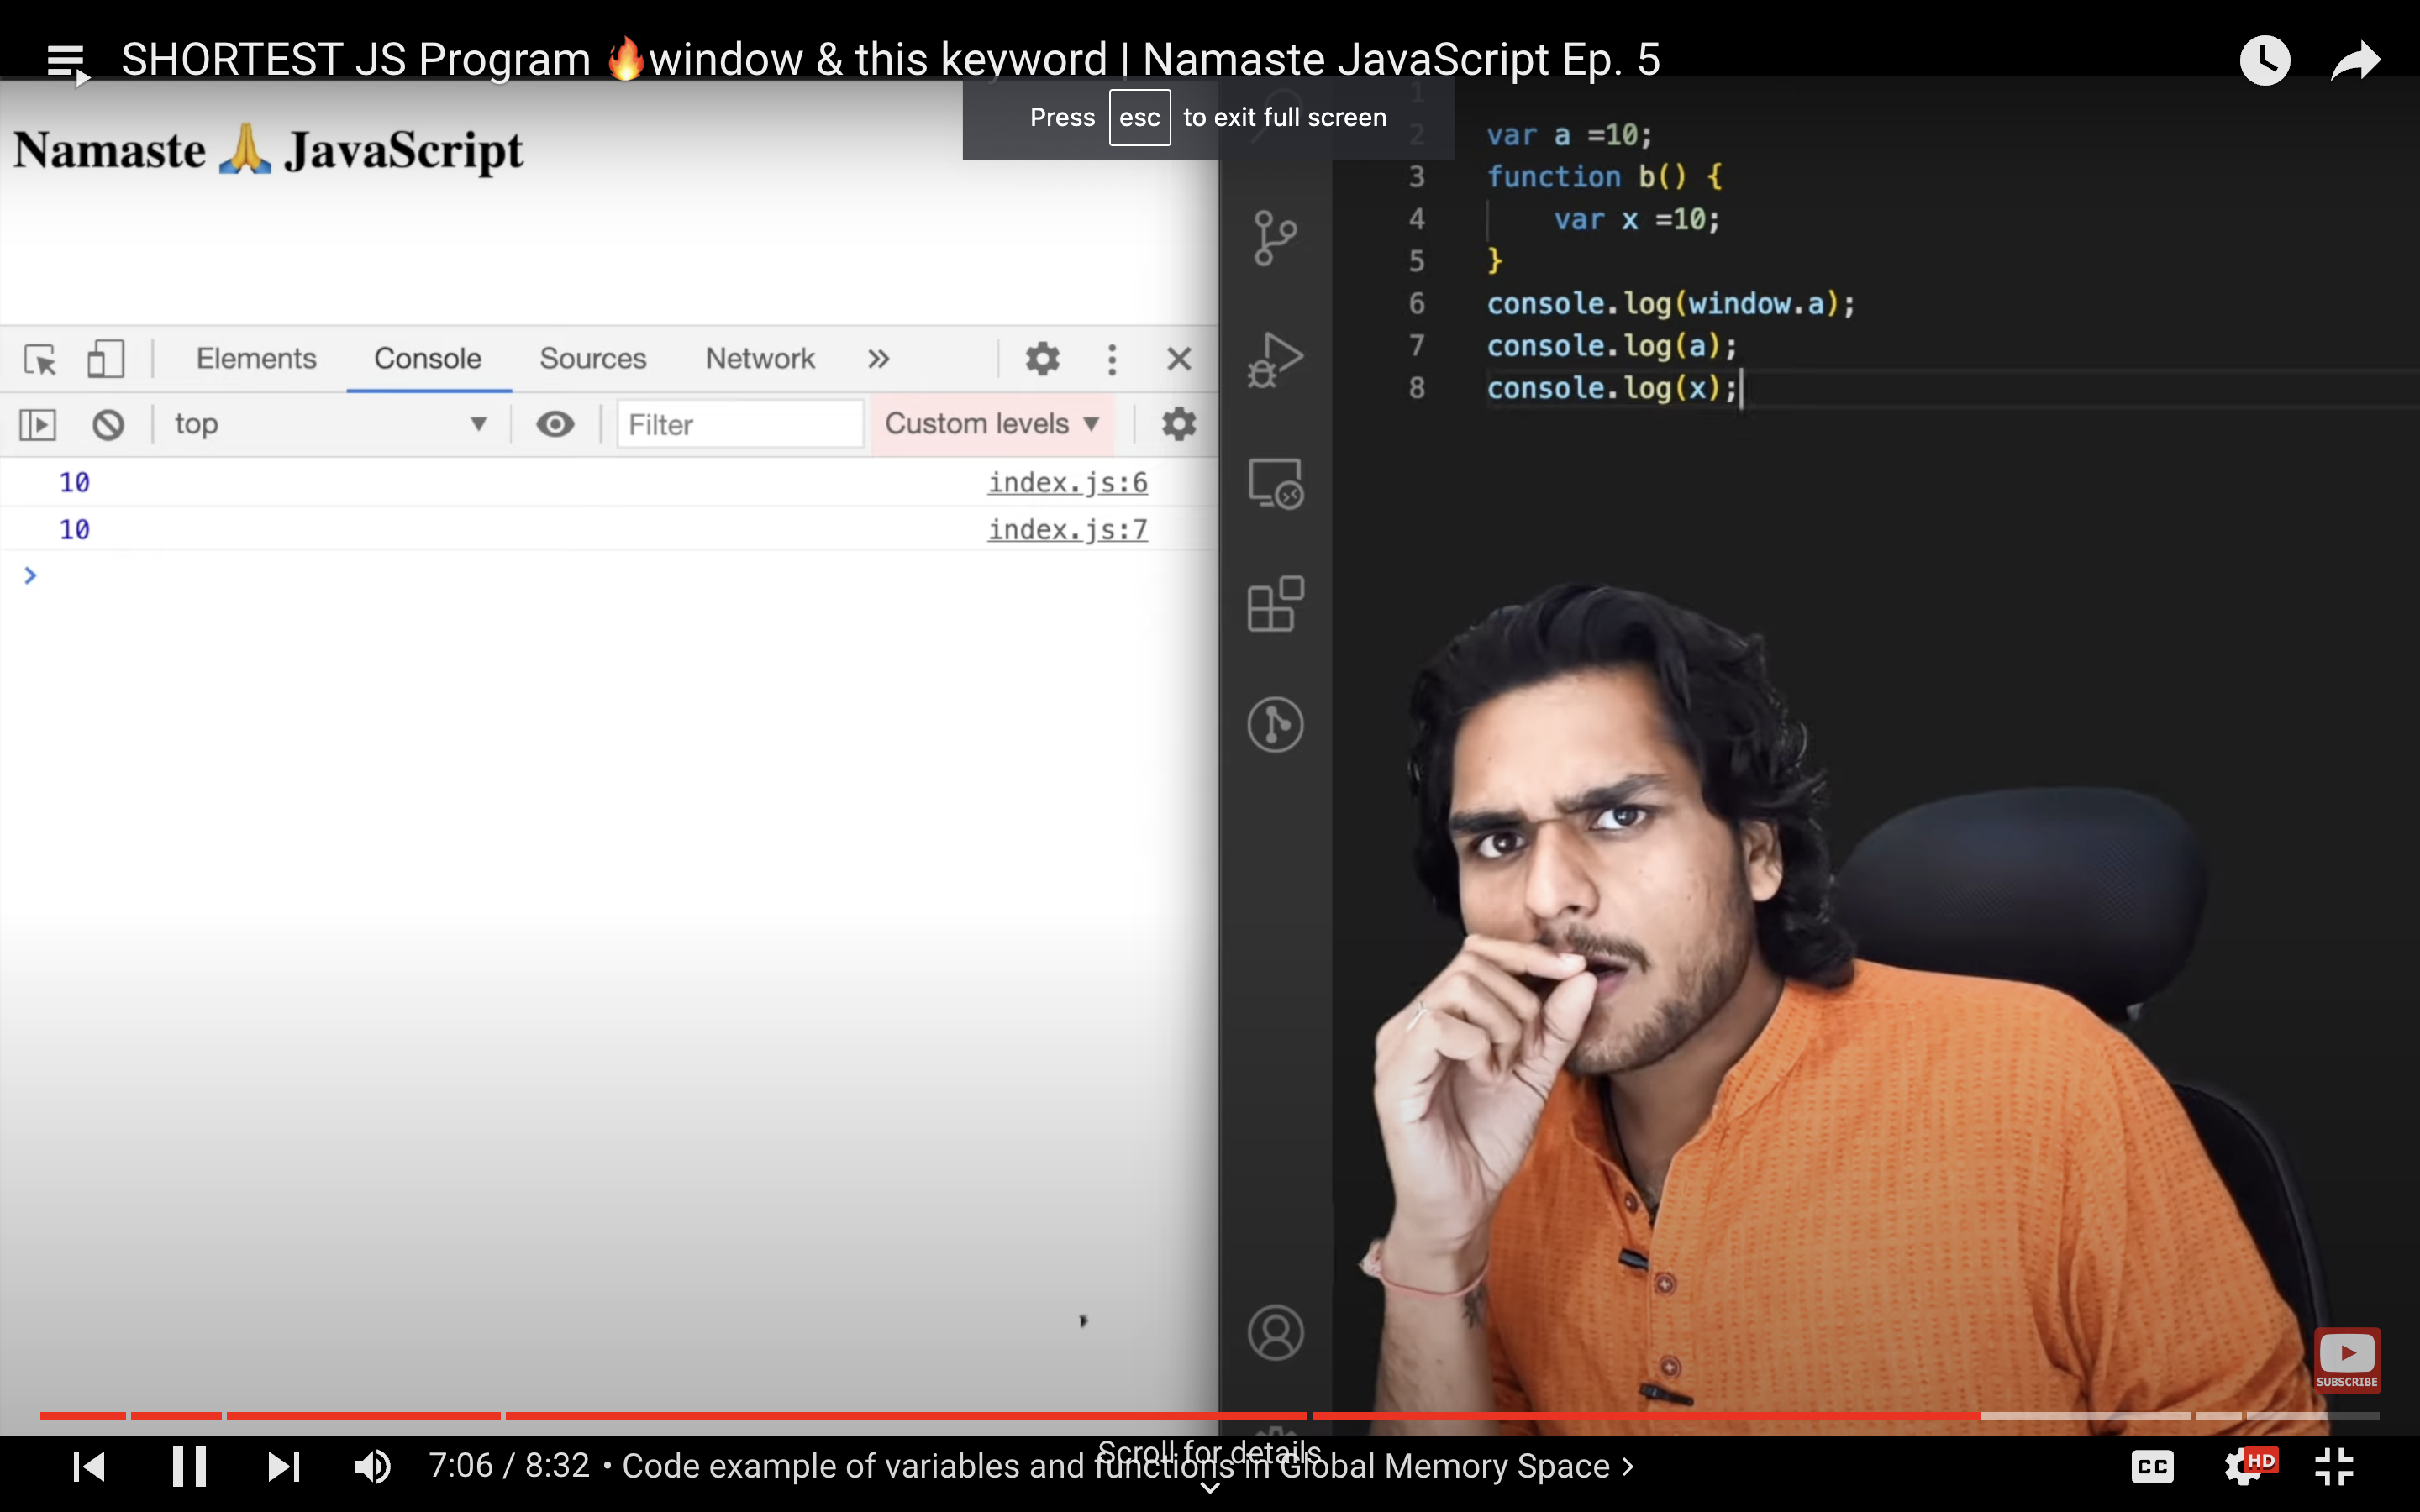 SHORTEST JS Program 🔥window & this keyword | Namaste JavaScript Ep. 5
Press esc to exit full screen
Namaste 🙏 JavaScript
Elements Console Sources Network »
top Filter Custom levels
10 index.js:6
10 index.js:7
1
2 var a =10;
3 function b() {
4 var x =10;
5 }
6 console.log(window.a);
7 console.log(a);
8 console.log(x);
SUBSCRIBE
Scroll for details
7:06 / 8:32 • Code example of variables and functions in Global Memory Space
CC
HD